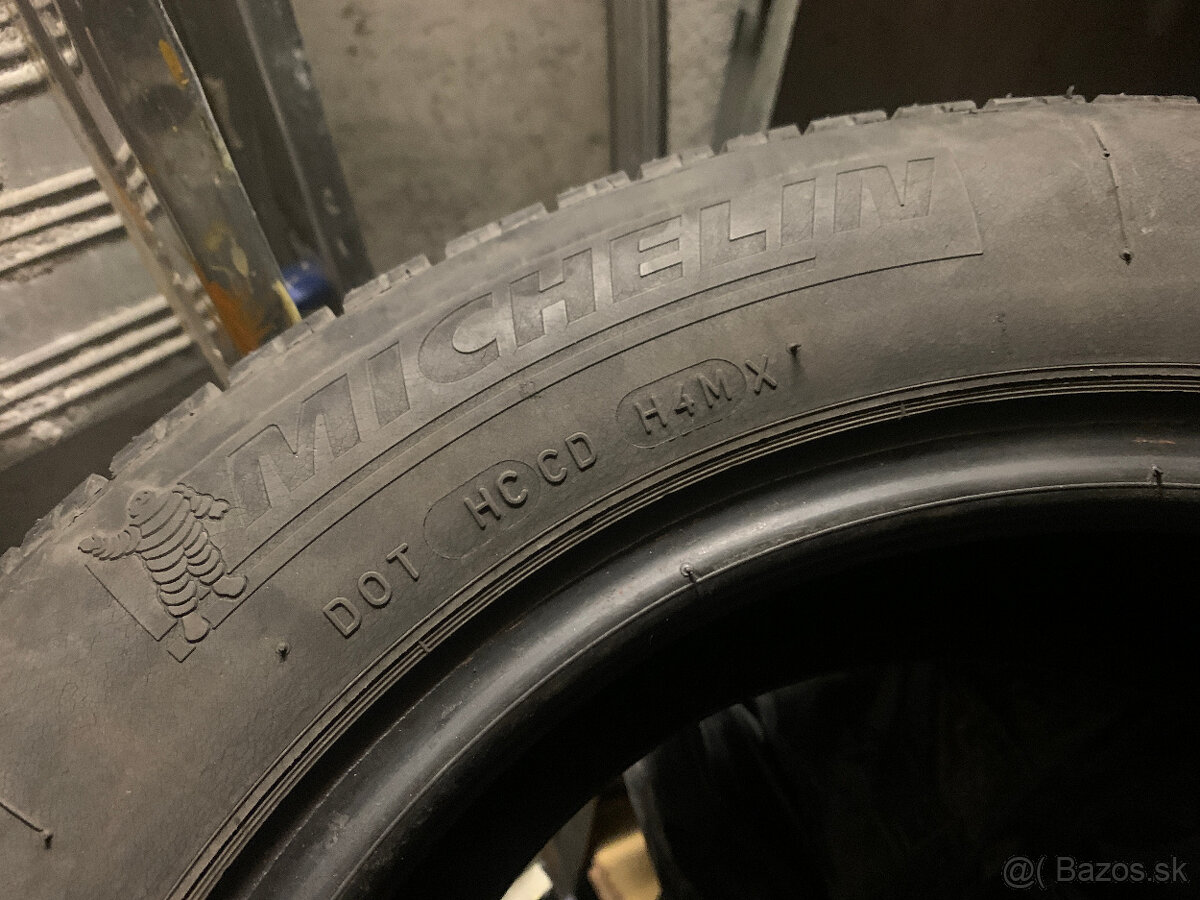 MICHELIN
DOT HCCD H4MX
@( Bazos.sk